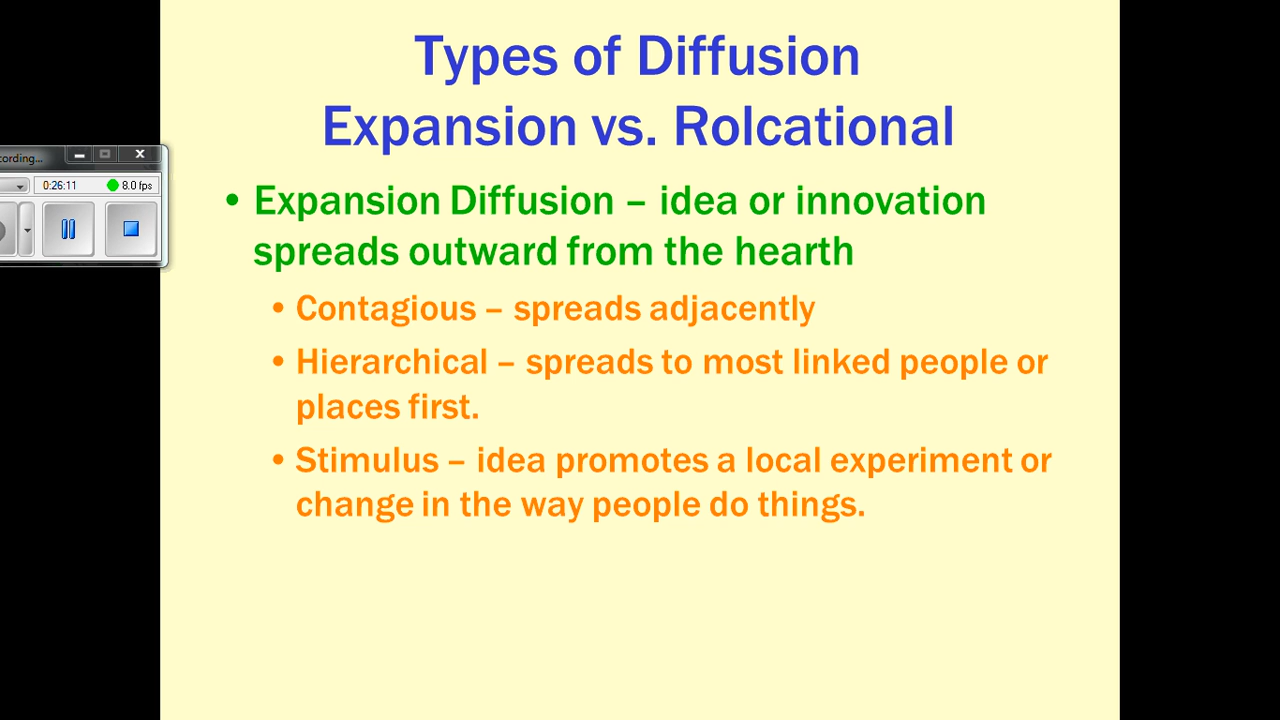 Types of Diffusion
Expansion vs. Rolcational
cording...
0:26:11
8.0 fps
• Expansion Diffusion – idea or innovation
spreads outward from the hearth
• Contagious – spreads adjacently
• Hierarchical – spreads to most linked people or
places first.
• Stimulus – idea promotes a local experiment or
change in the way people do things.